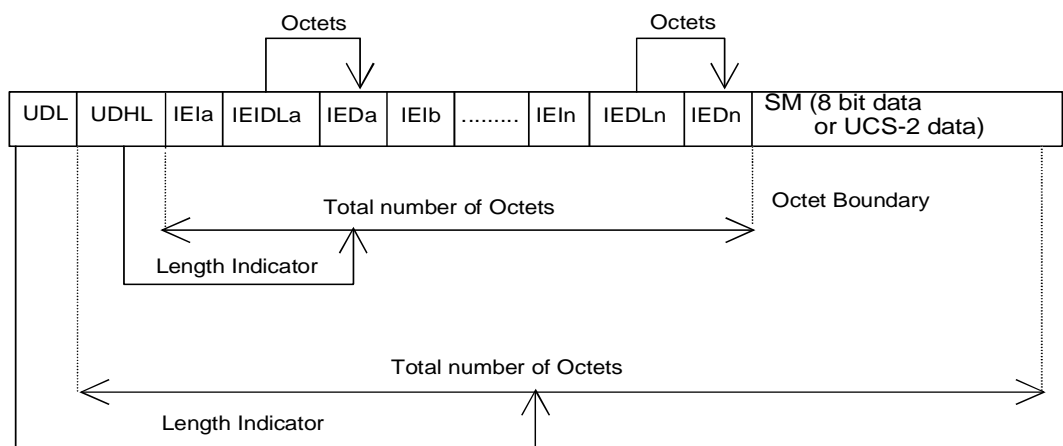 Octets Octets
UDL UDHL IEIa IEIDLa IEDa IEIb ......... IEIn IEDLn IEDn SM (8 bit data
or UCS-2 data)
Total number of Octets Octet Boundary
Length Indicator
Total number of Octets
Length Indicator